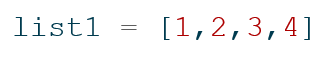 list1 = [1,2,3,4]